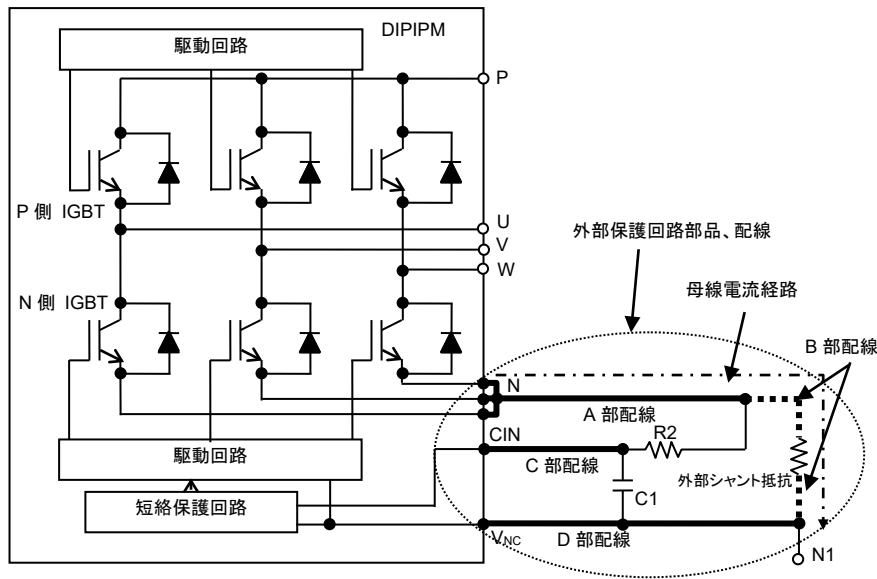 DIPIPM
駆動回路
P
P 側 IGBT
U
V
W
外部保護回路部品、配線
母線電流経路
N 側 IGBT
B 部配線
N
A 部配線
CIN
R2
C 部配線
外部シャント抵抗
駆動回路
C1
短絡保護回路
VNC
D 部配線
N1